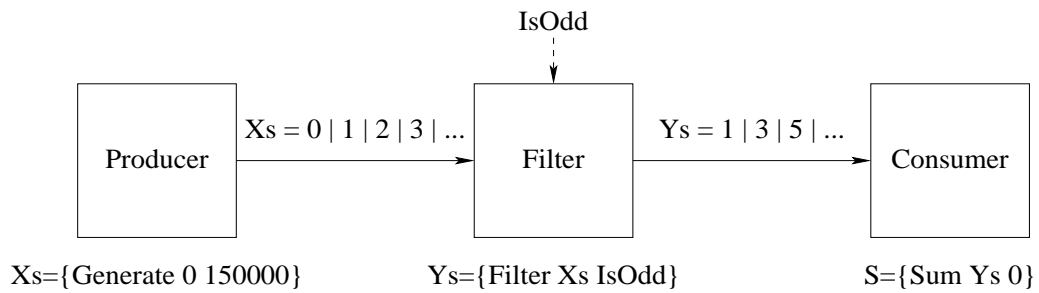 IsOdd
Xs = 0 | 1 | 2 | 3 | ...
Ys = 1 | 3 | 5 | ...
Producer
Filter
Consumer
Xs={Generate 0 150000}
Ys={Filter Xs IsOdd}
S={Sum Ys 0}